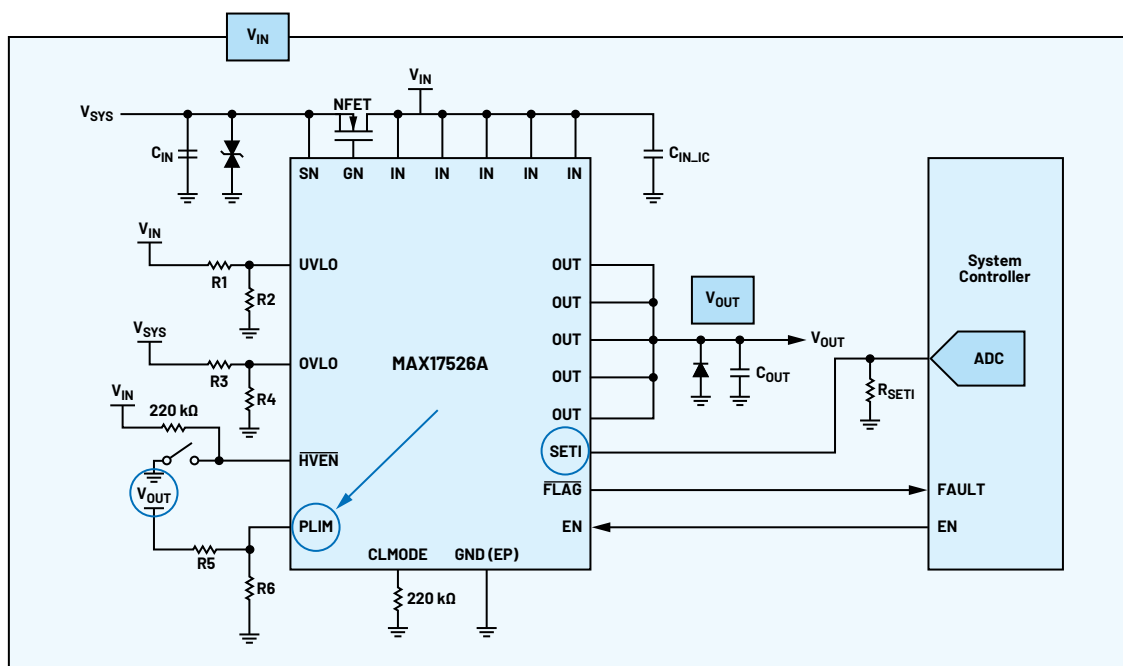 VIN
VIN
VSYS
NFET
CIN
CIN_IC
SN
GN
IN
IN
IN
IN
IN
VIN
R1
R2
UVLO
OUT
System
Controller
OUT
VOUT
VSYS
R3
R4
OVLO
MAX17526A
OUT
VOUT
ADC
OUT
COUT
RSETI
VIN
220 kΩ
OUT
HVEN
SETI
VOUT
FLAG
FAULT
PLIM
EN
EN
R5
R6
CLMODE
GND (EP)
220 kΩ